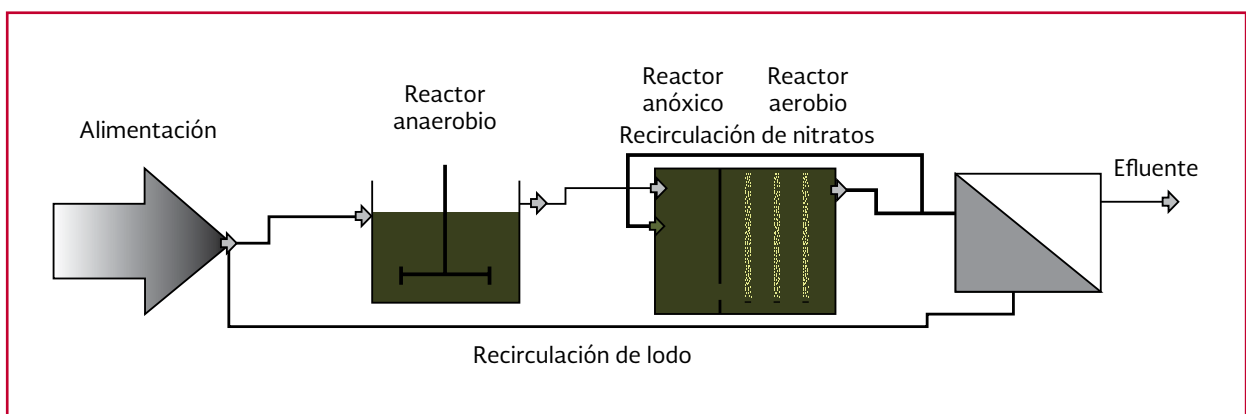 Alimentación
Reactor
anaerobio
Reactor
anóxico
Reactor
aerobio
Recirculación de nitratos
Efluente
Recirculación de lodo